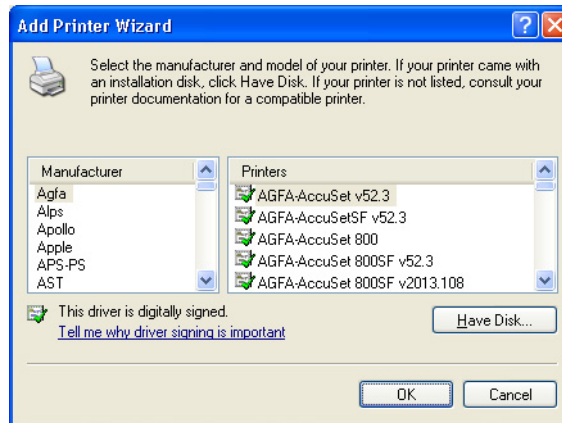 Add Printer Wizard
Select the manufacturer and model of your printer. If your printer came with
an installation disk, click Have Disk. If your printer is not listed, consult your
printer documentation for a compatible printer.
Manufacturer
Agfa
Alps
Apollo
Apple
APS-PS
AST
Printers
AGFA-AccuSet v52.3
AGFA-AccuSetSF v52.3
AGFA-AccuSet 800
AGFA-AccuSet 800SF v52.3
AGFA-AccuSet 800SF v2013.108
This driver is digitally signed.
Tell me why driver signing is important
Have Disk...
OK
Cancel